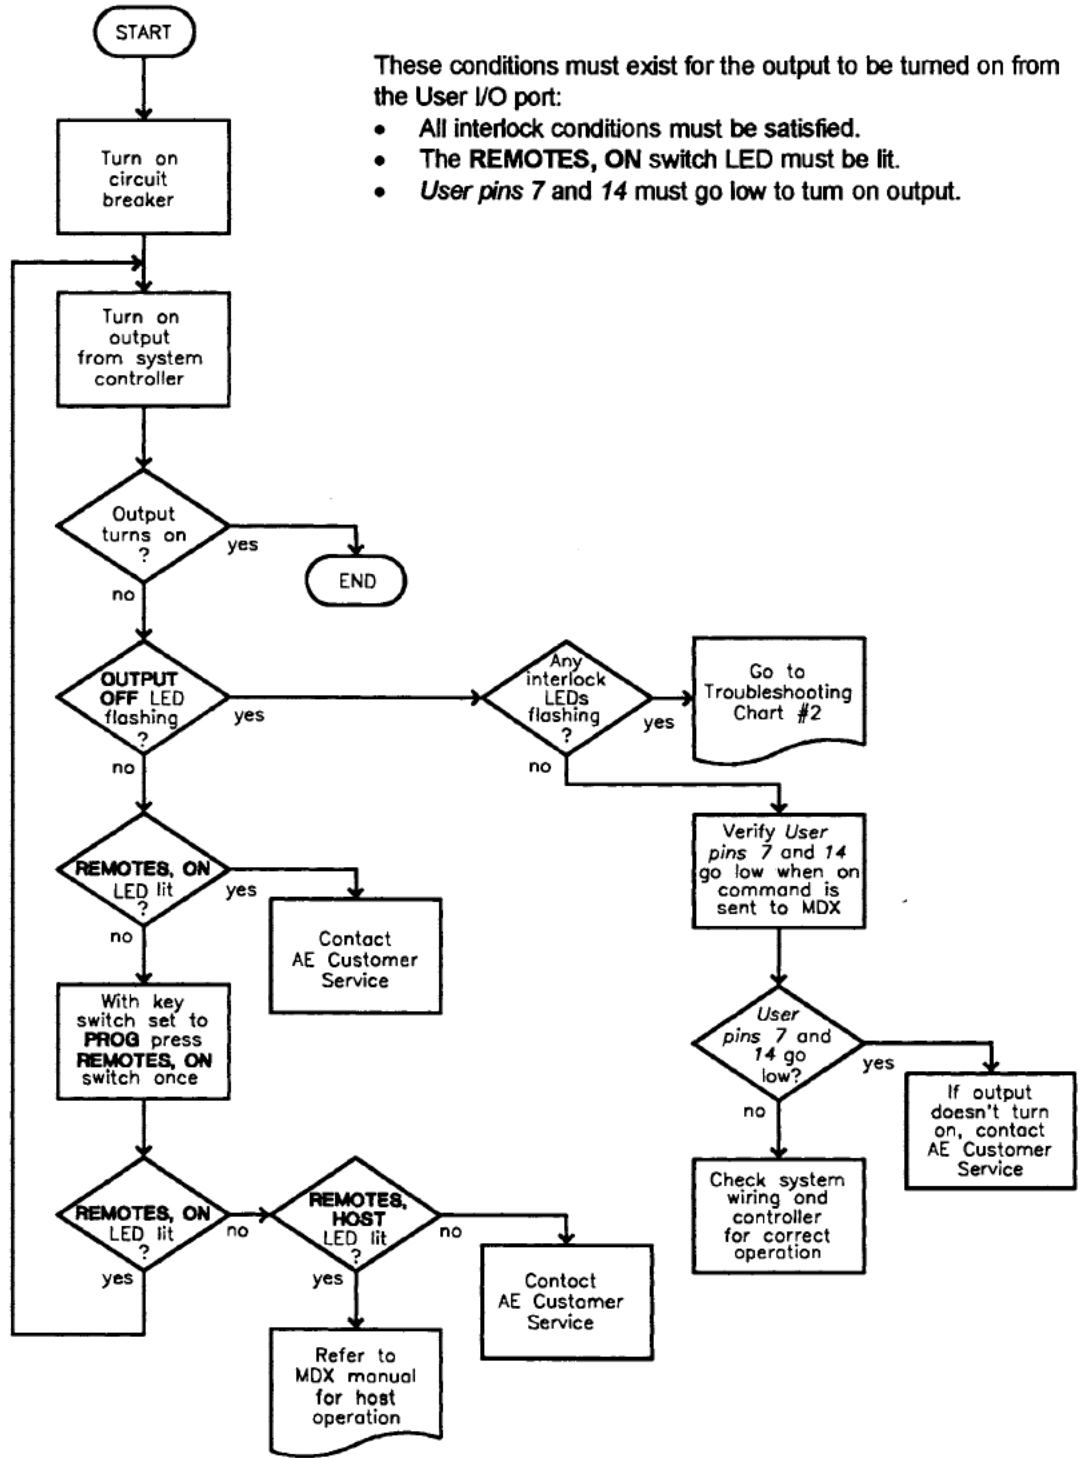 START
These conditions must exist for the output to be turned on from
the User I/O port:
• All interlock conditions must be satisfied.
• The REMOTES, ON switch LED must be lit.
• User pins 7 and 14 must go low to turn on output.
Turn on
circuit
breaker
Turn on
output
from system
controller
Output
turns on
?
yes
no
END
OUTPUT
OFF LED
flashing
?
yes
no
Any
interlock
LEDs
flashing
?
yes
no
Go to
Troubleshooting
Chart #2
Verify User
pins 7 and 14
go low when on
command is
sent to MDX
REMOTES, ON
LED lit
?
yes
no
Contact
AE Customer
Service
With key
switch set to
PROG press
REMOTES, ON
switch once
User
pins 7 and
14 go
low?
yes
no
If output
doesn't turn
on, contact
AE Customer
Service
Check system
wiring and
controller
for correct
operation
REMOTES, ON
LED lit
?
no
yes
REMOTES,
HOST
LED lit
?
no
yes
Contact
AE Customer
Service
Refer to
MDX manual
for host
operation